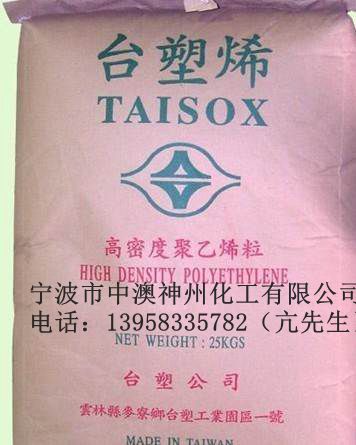 台塑烯
TAISOX
高密度聚乙烯粒
HIGH DENSITY POLYETHYLENE
宁波市中澳神州化工有限公司
电话：13958335782（亢先生
NET WEIGHT : 25KGS
台塑公司
雲林縣麥寮鄉台塑工業園區一號
MADE IN TAIWAN